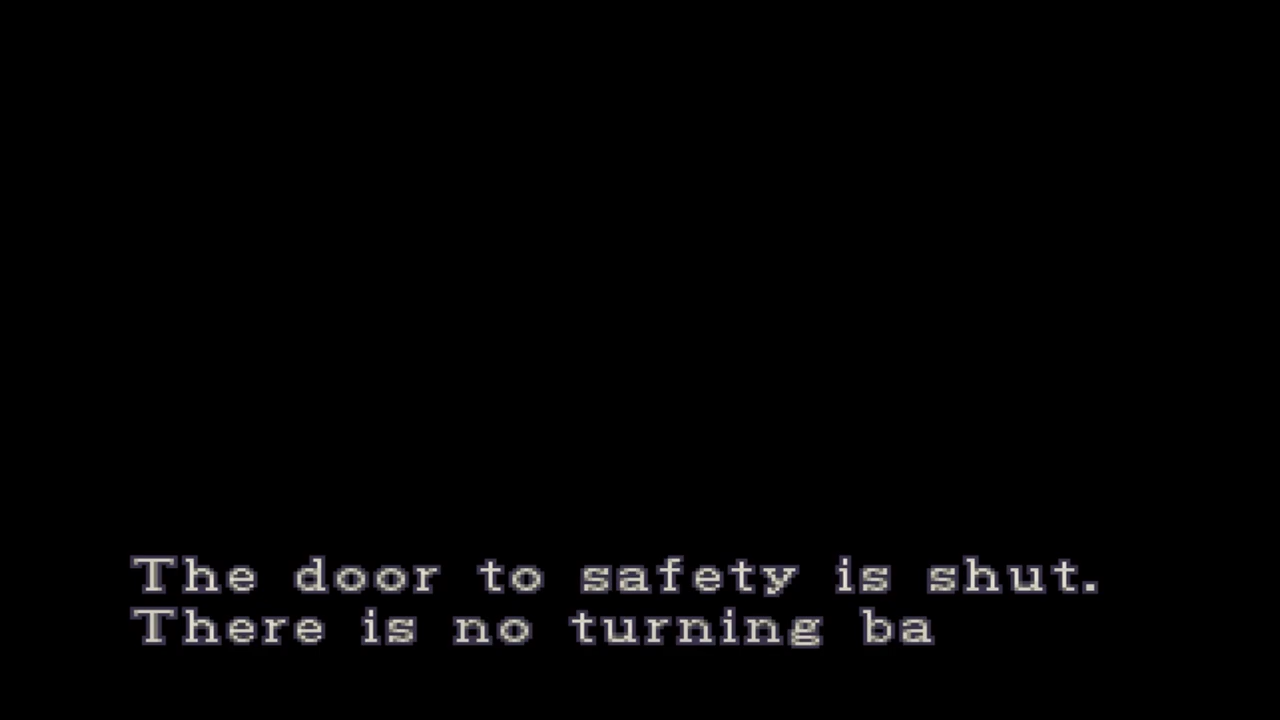 The door to safety is shut.
There is no turning ba